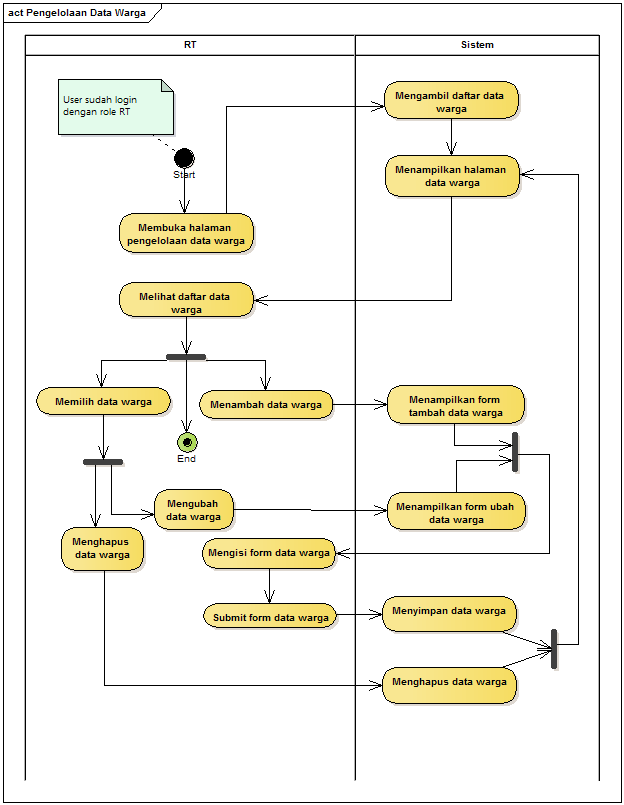 act Pengelolaan Data Warga
RT
Sistem
User sudah login
dengan role RT
Start
Mengambil daftar data
warga
Menampilkan halaman
data warga
Membuka halaman
pengelolaan data warga
Melihat daftar data
warga
Memilih data warga
Menambah data warga
Menampilkan form
tambah data warga
End
Mengubah
data warga
Menampilkan form ubah
data warga
Menghapus
data warga
Mengisi form data warga
Submit form data warga
Menyimpan data warga
Menghapus data warga